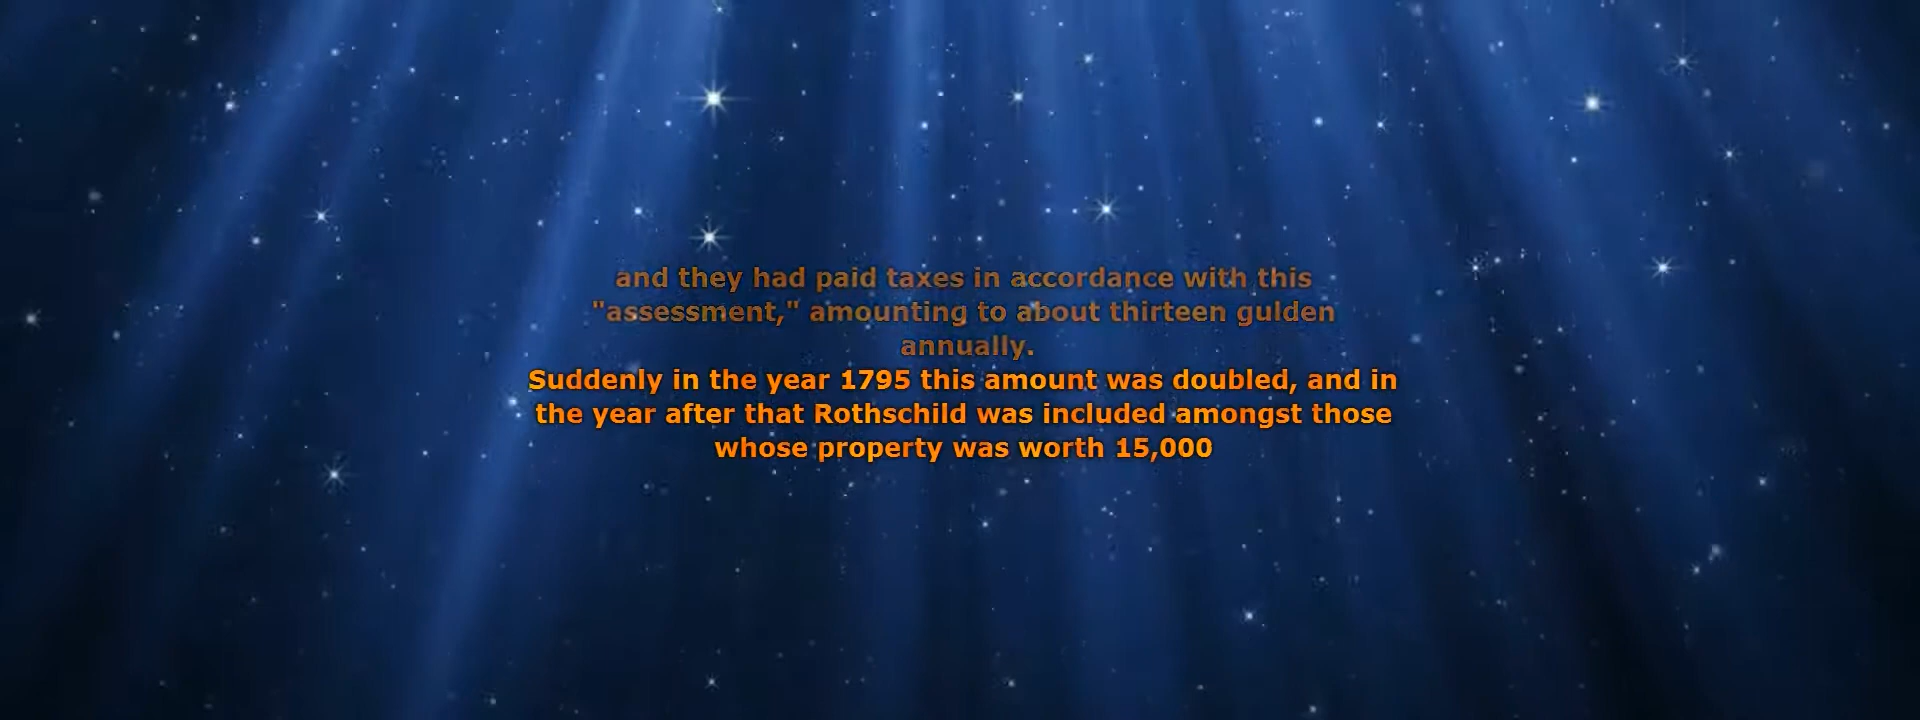 and they had paid taxes in accordance with this
"assessment," amounting to about thirteen gulden
annually.
Suddenly in the year 1795 this amount was doubled, and in
the year after that Rothschild was included amongst those
whose property was worth 15,000